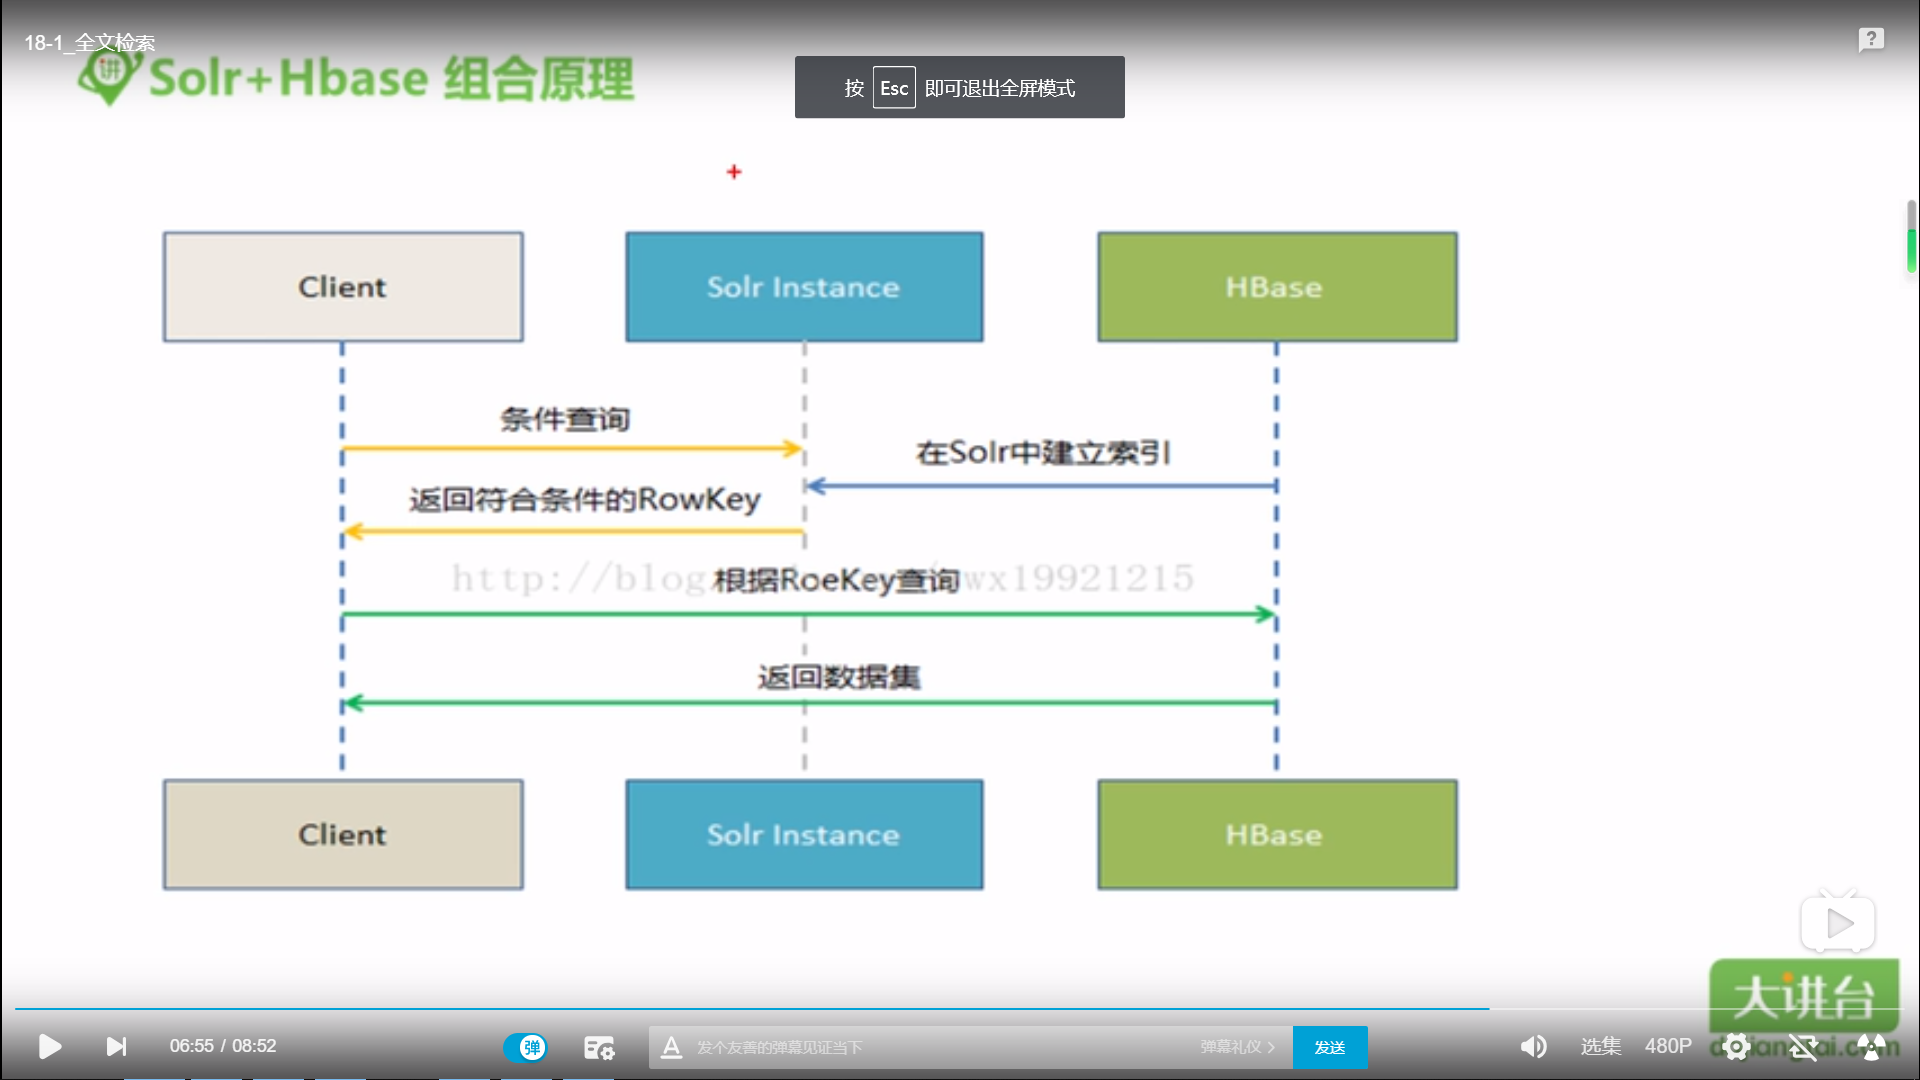 18-1_全文检索
讲 Solr+Hbase 组合原理
按 Esc 即可退出全屏模式
?
Client
Solr Instance
HBase
条件查询
在Solr中建立索引
返回符合条件的RowKey
http://blog
根据RoeKey查询
wx19921215
返回数据集
Client
Solr Instance
HBase
大讲台
06:55 / 08:52
弹
A 发个友善的弹幕见证当下
弹幕礼仪 >
发送
选集
480P